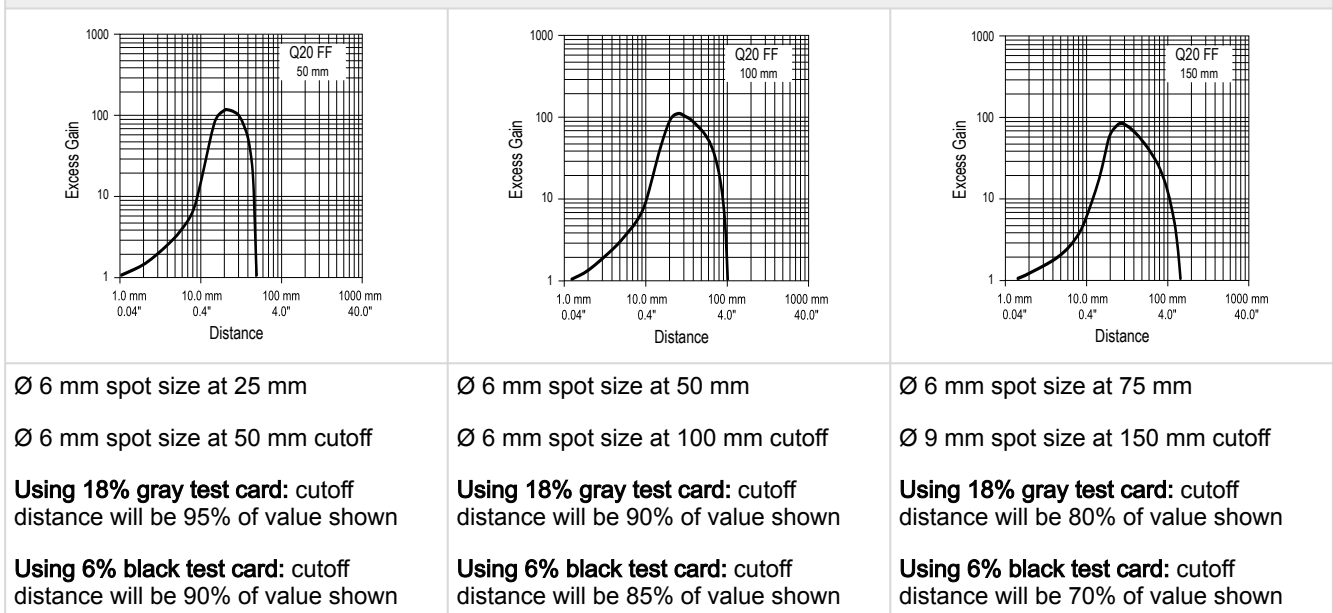 1000
100
10
1
Excess Gain
Q20 FF
50 mm
1.0 mm 10.0 mm 100 mm 1000 mm
0.04" 0.4" 4.0" 40.0"
Distance
1000
100
10
1
Excess Gain
Q20 FF
100 mm
1.0 mm 10.0 mm 100 mm 1000 mm
0.04" 0.4" 4.0" 40.0"
Distance
1000
100
10
1
Excess Gain
Q20 FF
150 mm
1.0 mm 10.0 mm 100 mm 1000 mm
0.04" 0.4" 4.0" 40.0"
Distance
Ø 6 mm spot size at 25 mm
Ø 6 mm spot size at 50 mm cutoff
Using 18% gray test card: cutoff
distance will be 95% of value shown
Using 6% black test card: cutoff
distance will be 90% of value shown
Ø 6 mm spot size at 50 mm
Ø 6 mm spot size at 100 mm cutoff
Using 18% gray test card: cutoff
distance will be 90% of value shown
Using 6% black test card: cutoff
distance will be 85% of value shown
Ø 6 mm spot size at 75 mm
Ø 9 mm spot size at 150 mm cutoff
Using 18% gray test card: cutoff
distance will be 80% of value shown
Using 6% black test card: cutoff
distance will be 70% of value shown